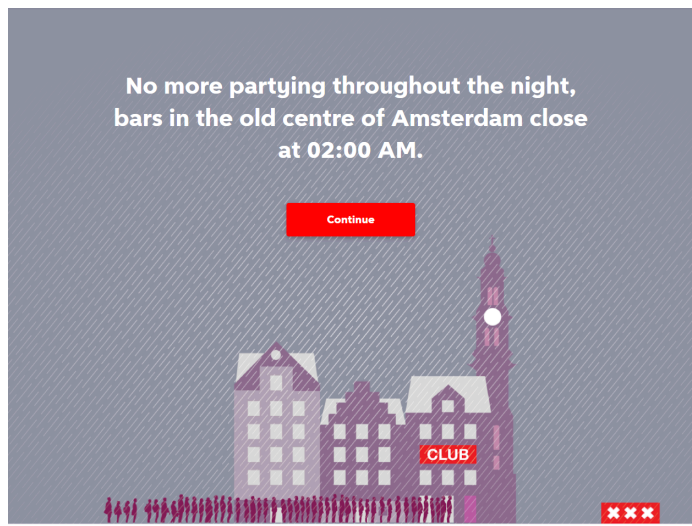 No more partying throughout the night,
bars in the old centre of Amsterdam close
at 02:00 AM.
Continue
CLUB